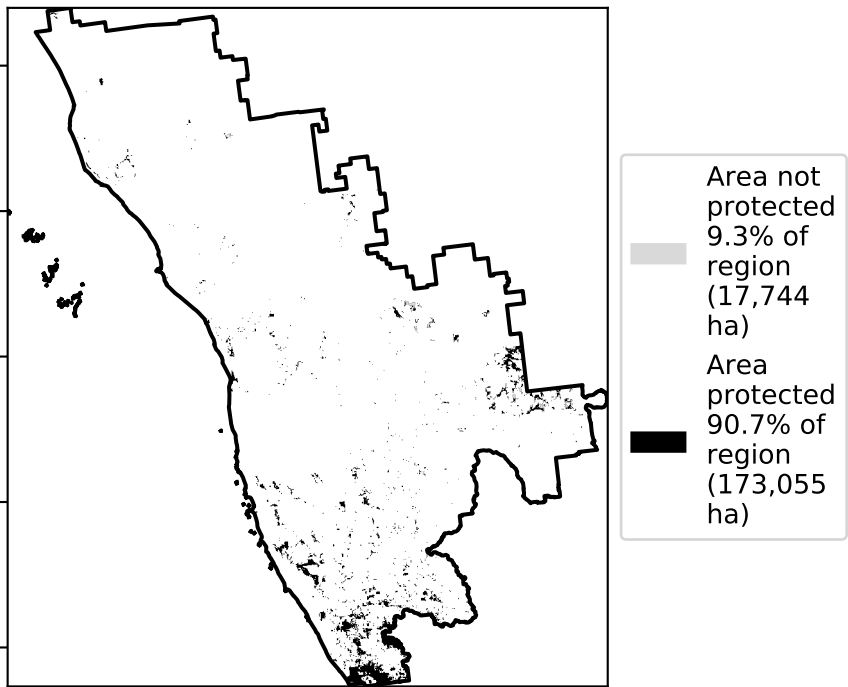 Area not
protected
9.3% of
region
(17,744
ha)
Area
protected
90.7% of
region
(173,055
ha)